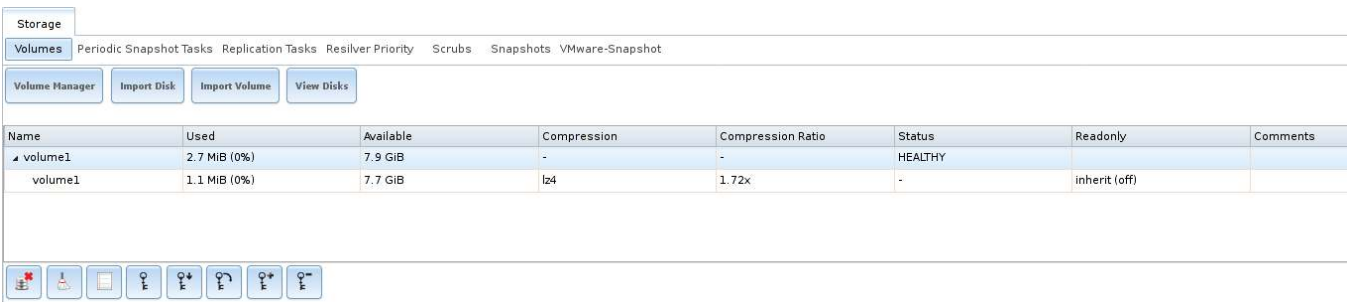 Storage
Volumes Periodic Snapshot Tasks Replication Tasks Resilver Priority Scrubs Snapshots VMware-Snapshot
Volume Manager Import Disk Import Volume View Disks
Name Used Available Compression Compression Ratio Status Readonly Comments
volume1 2.7 MiB (0%) 7.9 GiB - - HEALTHY
volume1 1.1 MiB (0%) 7.7 GiB lz4 1.72x - inherit (off)